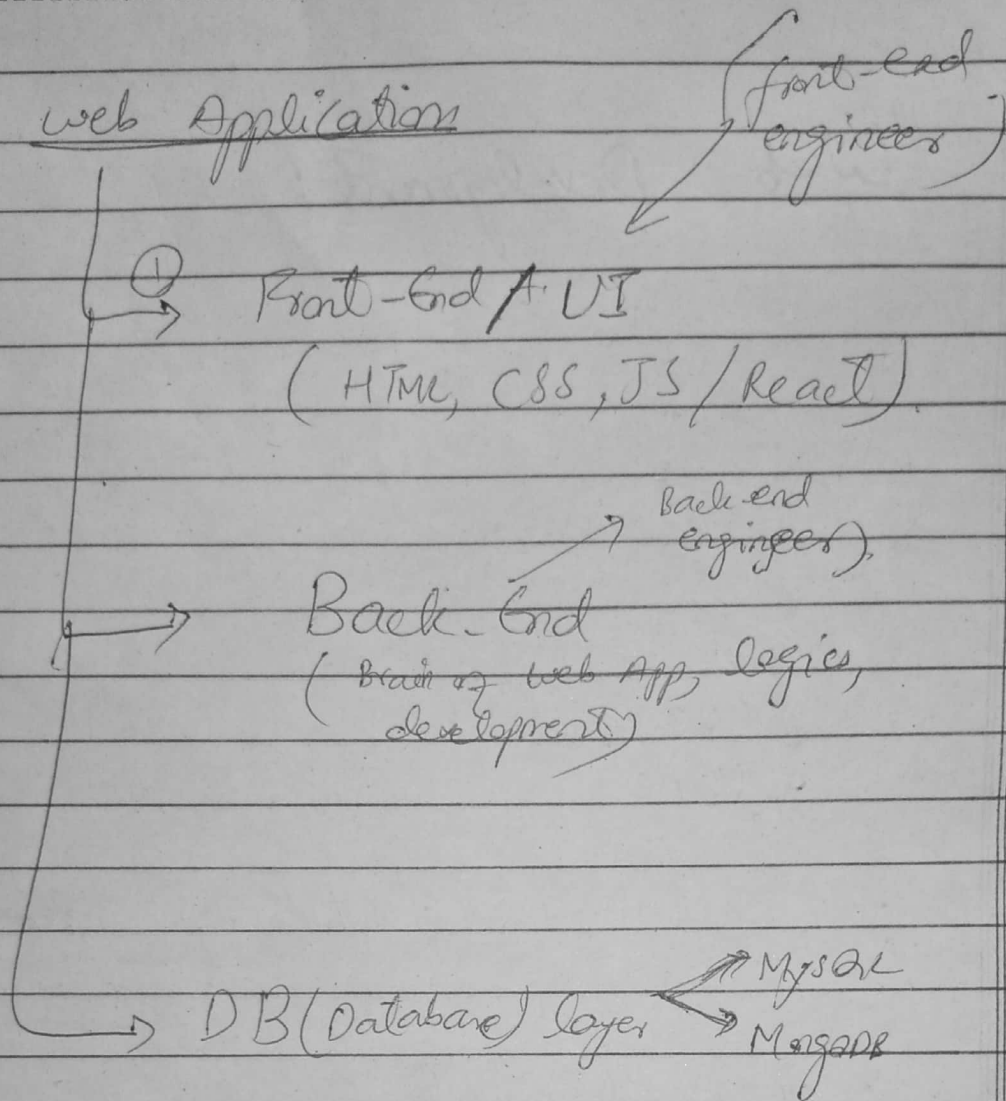 web Application
(front-end
engineer)
①
Front-End / UI
(HTML, CSS, JS/React).
Back-end
engineer).
Back-End
(Brain of web App, logics,
development)
DB(Database) layer
MySQL
MongoDB